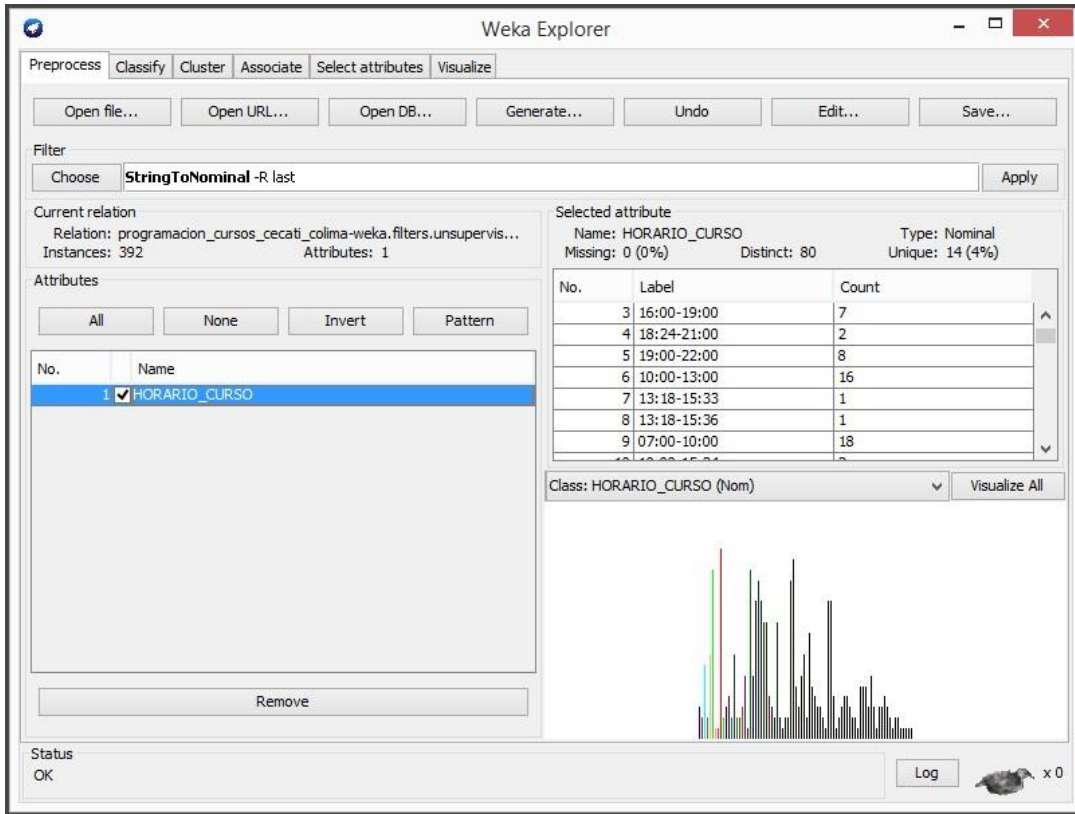 Weka Explorer
Preprocess Classify Cluster Associate Select attributes Visualize
Open file... Open URL... Open DB... Generate... Undo Edit... Save...
Filter
Choose StringToNominal -R last Apply
Current relation
Relation: programacion_cursos_cecati_colima-weka.filters.unsupervis...
Instances: 392 Attributes: 1
Attributes
All None Invert Pattern
No. Name
1 HORARIO_CURSO
Remove
Selected attribute
Name: HORARIO_CURSO Type: Nominal
Missing: 0 (0%) Distinct: 80 Unique: 14 (4%)
No. Label Count
3 16:00-19:00 7
4 18:24-21:00 2
5 19:00-22:00 8
6 10:00-13:00 16
7 13:18-15:33 1
8 13:18-15:36 1
9 07:00-10:00 18
Class: HORARIO_CURSO (Nom) Visualize All
Status
OK
Log x 0